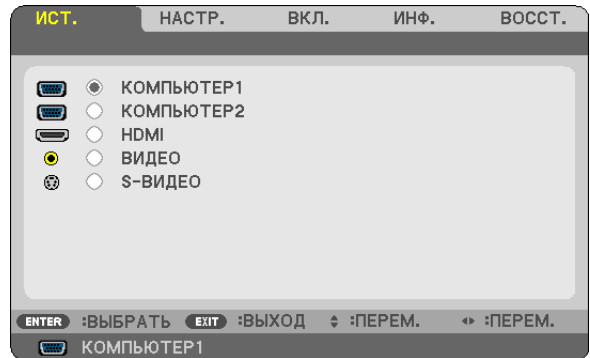 ИСТ. НАСТР. ВКЛ. ИНФ. ВОССТ.
КОМПЬЮТЕР1
КОМПЬЮТЕР2
HDMI
ВИДЕО
S-ВИДЕО
ENTER :ВЫБРАТЬ EXIT :ВЫХОД :ПЕРЕМ. :ПЕРЕМ.
КОМПЬЮТЕР1